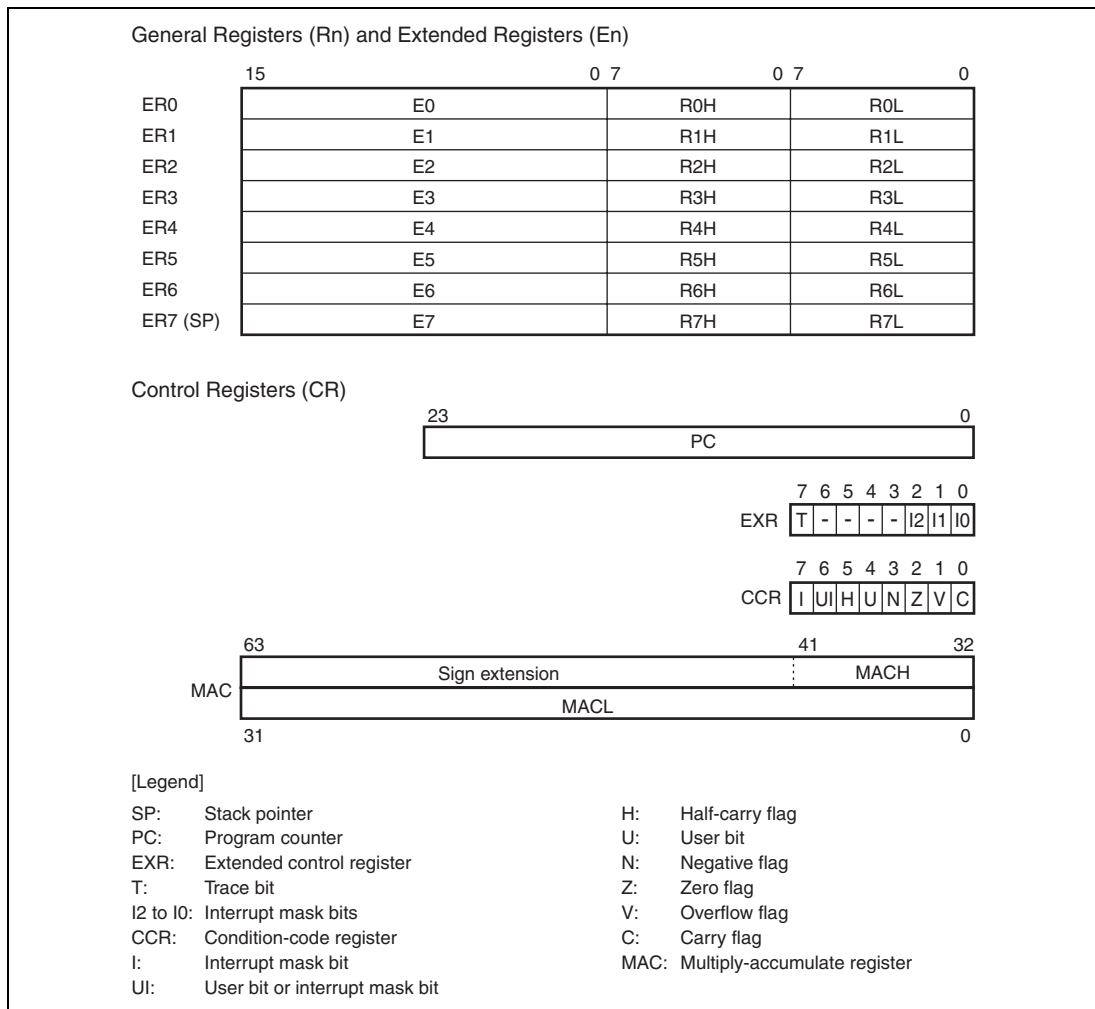 General Registers (Rn) and Extended Registers (En)
15 0 7 0 7 0
ER0 E0 R0H R0L
ER1 E1 R1H R1L
ER2 E2 R2H R2L
ER3 E3 R3H R3L
ER4 E4 R4H R4L
ER5 E5 R5H R5L
ER6 E6 R6H R6L
ER7 (SP) E7 R7H R7L
Control Registers (CR)
23 0
PC
7 6 5 4 3 2 1 0
EXR T - - - - I2 I1 I0
7 6 5 4 3 2 1 0
CCR I UI H U N Z V C
63 41 32
Sign extension MACH
MAC
MACL
31 0
[Legend]
SP: Stack pointer
PC: Program counter
EXR: Extended control register
T: Trace bit
I2 to I0: Interrupt mask bits
CCR: Condition-code register
I: Interrupt mask bit
UI: User bit or interrupt mask bit
H: Half-carry flag
U: User bit
N: Negative flag
Z: Zero flag
V: Overflow flag
C: Carry flag
MAC: Multiply-accumulate register